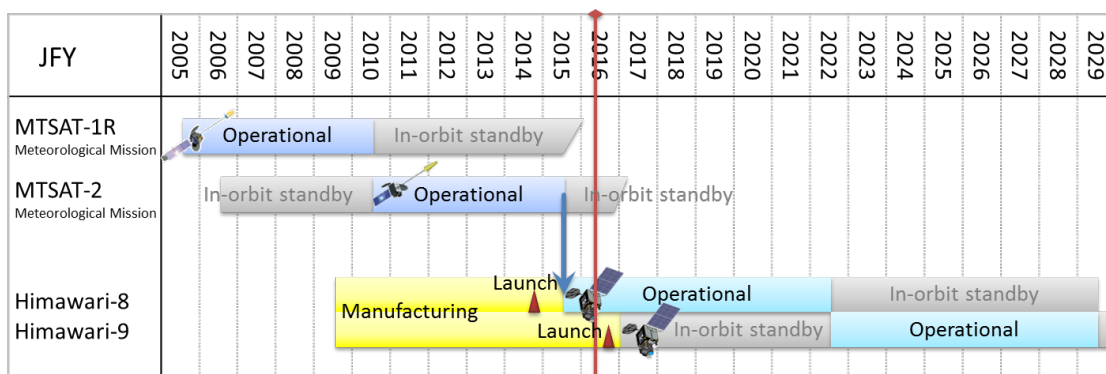 JFY
2005
2006
2007
2008
2009
2010
2011
2012
2013
2014
2015
2016
2017
2018
2019
2020
2021
2022
2023
2024
2025
2026
2027
2028
2029
MTSAT-1R
Meteorological Mission
Operational
In-orbit standby
MTSAT-2
Meteorological Mission
In-orbit standby
Operational
In-orbit standby
Himawari-8
Manufacturing
Launch
Operational
In-orbit standby
Himawari-9
Launch
In-orbit standby
Operational